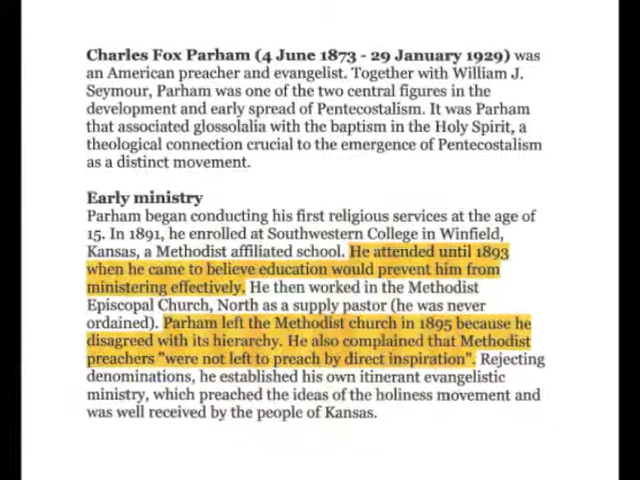 Charles Fox Parham (4 June 1873 - 29 January 1929) was
an American preacher and evangelist. Together with William J.
Seymour, Parham was one of the two central figures in the
development and early spread of Pentecostalism. It was Parham
that associated glossolalia with the baptism in the Holy Spirit, a
theological connection crucial to the emergence of Pentecostalism
as a distinct movement.
Early ministry
Parham began conducting his first religious services at the age of
15. In 1891, he enrolled at Southwestern College in Winfield,
Kansas, a Methodist affiliated school. He attended until 1893
when he came to believe education would prevent him from
ministering effectively. He then worked in the Methodist
Episcopal Church, North as a supply pastor (he was never
ordained). Parham left the Methodist church in 1895 because he
disagreed with its hierarchy. He also complained that Methodist
preachers "were not left to preach by direct inspiration". Rejecting
denominations, he established his own itinerant evangelistic
ministry, which preached the ideas of the holiness movement and
was well received by the people of Kansas.